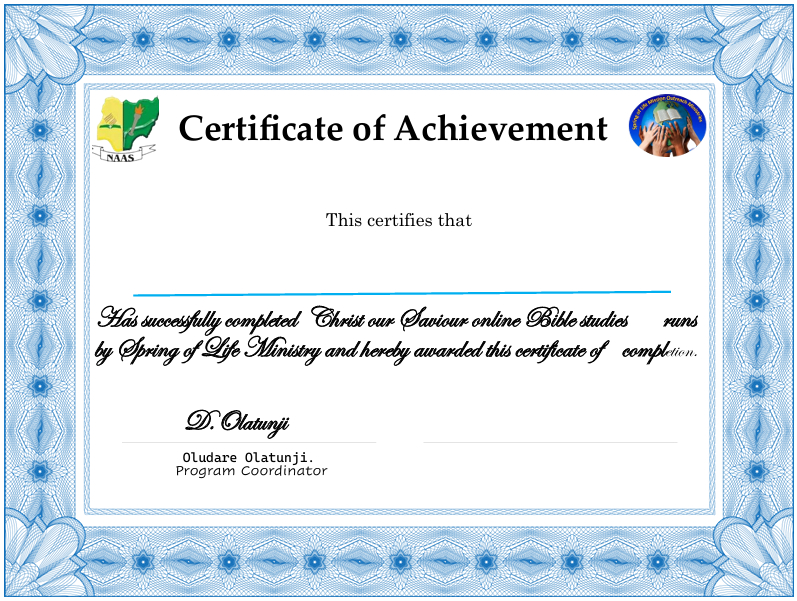 Certificate of Achievement
NAAS
Spring of Life Mission Outreach Ministries
This certifies that
Has successfully completed Christ our Saviour online Bible studies runs
by Spring of Life Ministry and hereby awarded this certificate of completion.
D. Olatunji
Oludare Olatunji.
Program Coordinator